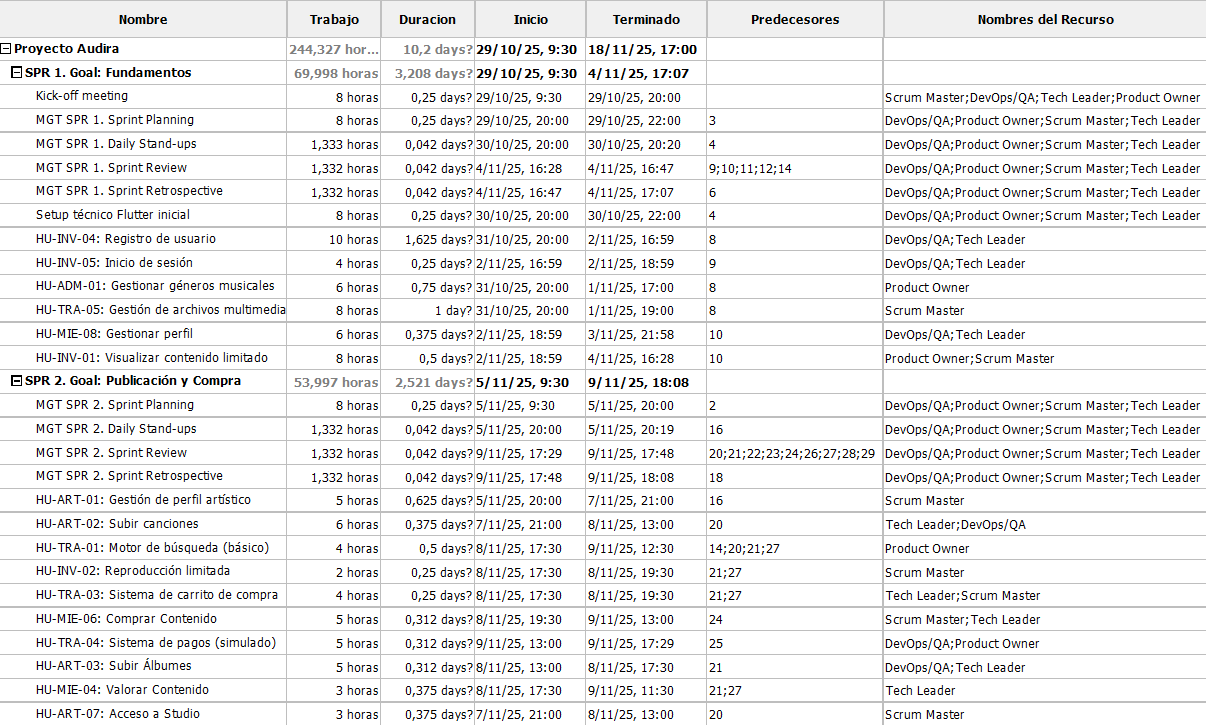 Nombre Trabajo Duracion Inicio Terminado Predecesores Nombres del Recurso
Proyecto Audira 244,327 hor... 10,2 days? 29/10/25, 9:30 18/11/25, 17:00
SPR 1. Goal: Fundamentos 69,998 horas 3,208 days? 29/10/25, 9:30 4/11/25, 17:07
Kick-off meeting 8 horas 0,25 days? 29/10/25, 9:30 29/10/25, 20:00 Scrum Master;DevOps/QA;Tech Leader;Product Owner
MGT SPR 1. Sprint Planning 8 horas 0,25 days? 29/10/25, 20:00 29/10/25, 22:00 3 DevOps/QA;Product Owner;Scrum Master;Tech Leader
MGT SPR 1. Daily Stand-ups 1,333 horas 0,042 days? 30/10/25, 20:00 30/10/25, 20:20 4 DevOps/QA;Product Owner;Scrum Master;Tech Leader
MGT SPR 1. Sprint Review 1,332 horas 0,042 days? 4/11/25, 16:28 4/11/25, 16:47 9;10;11;12;14 DevOps/QA;Product Owner;Scrum Master;Tech Leader
MGT SPR 1. Sprint Retrospective 1,332 horas 0,042 days? 4/11/25, 16:47 4/11/25, 17:07 6 DevOps/QA;Product Owner;Scrum Master;Tech Leader
Setup técnico Flutter inicial 8 horas 0,25 days? 30/10/25, 20:00 30/10/25, 22:00 4 DevOps/QA;Product Owner;Scrum Master;Tech Leader
HU-INV-04: Registro de usuario 10 horas 1,625 days? 31/10/25, 20:00 2/11/25, 16:59 8 DevOps/QA;Tech Leader
HU-INV-05: Inicio de sesión 4 horas 0,25 days? 2/11/25, 16:59 2/11/25, 18:59 9 DevOps/QA;Tech Leader
HU-ADM-01: Gestionar géneros musicales 6 horas 0,75 days? 31/10/25, 20:00 1/11/25, 17:00 8 Product Owner
HU-TRA-05: Gestión de archivos multimedia 8 horas 1 day? 31/10/25, 20:00 1/11/25, 19:00 8 Scrum Master
HU-MIE-08: Gestionar perfil 6 horas 0,375 days? 2/11/25, 18:59 3/11/25, 21:58 10 DevOps/QA;Tech Leader
HU-INV-01: Visualizar contenido limitado 8 horas 0,5 days? 2/11/25, 18:59 4/11/25, 16:28 10 Product Owner;Scrum Master
SPR 2. Goal: Publicación y Compra 53,997 horas 2,521 days? 5/11/25, 9:30 9/11/25, 18:08
MGT SPR 2. Sprint Planning 8 horas 0,25 days? 5/11/25, 9:30 5/11/25, 20:00 2 DevOps/QA;Product Owner;Scrum Master;Tech Leader
MGT SPR 2. Daily Stand-ups 1,332 horas 0,042 days? 5/11/25, 20:00 5/11/25, 20:19 16 DevOps/QA;Product Owner;Scrum Master;Tech Leader
MGT SPR 2. Sprint Review 1,332 horas 0,042 days? 9/11/25, 17:29 9/11/25, 17:48 20;21;22;23;24;26;27;28;29 DevOps/QA;Product Owner;Scrum Master;Tech Leader
MGT SPR 2. Sprint Retrospective 1,332 horas 0,042 days? 9/11/25, 17:48 9/11/25, 18:08 18 DevOps/QA;Product Owner;Scrum Master;Tech Leader
HU-ART-01: Gestión de perfil artístico 5 horas 0,625 days? 5/11/25, 20:00 7/11/25, 21:00 16 Scrum Master
HU-ART-02: Subir canciones 6 horas 0,375 days? 7/11/25, 21:00 8/11/25, 13:00 20 Tech Leader;DevOps/QA
HU-TRA-01: Motor de búsqueda (básico) 4 horas 0,5 days? 8/11/25, 17:30 9/11/25, 12:30 14;20;21;27 Product Owner
HU-INV-02: Reproducción limitada 2 horas 0,25 days? 8/11/25, 17:30 8/11/25, 19:30 21;27 Scrum Master
HU-TRA-03: Sistema de carrito de compra 4 horas 0,25 days? 8/11/25, 17:30 8/11/25, 19:30 21;27 Tech Leader;Scrum Master
HU-MIE-06: Comprar Contenido 5 horas 0,312 days? 8/11/25, 19:30 9/11/25, 13:00 24 Scrum Master;Tech Leader
HU-TRA-04: Sistema de pagos (simulado) 5 horas 0,312 days? 9/11/25, 13:00 9/11/25, 17:29 25 DevOps/QA;Product Owner
HU-ART-03: Subir Álbumes 5 horas 0,312 days? 8/11/25, 13:00 8/11/25, 17:30 21 DevOps/QA;Tech Leader
HU-MIE-04: Valorar Contenido 3 horas 0,375 days? 8/11/25, 17:30 9/11/25, 11:30 21;27 Tech Leader
HU-ART-07: Acceso a Studio 3 horas 0,375 days? 7/11/25, 21:00 8/11/25, 13:00 20 Scrum Master